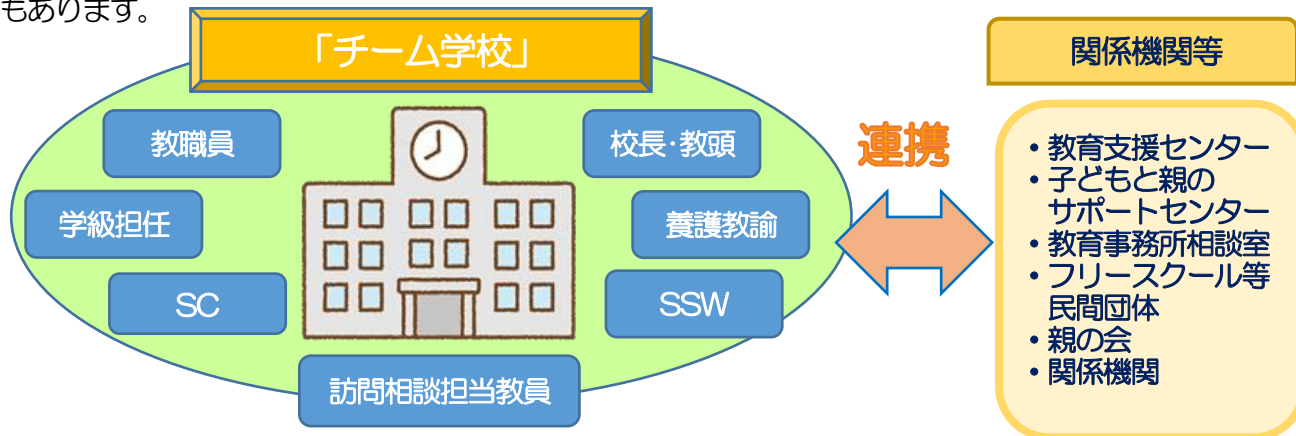 もあります。
「チーム学校」
教職員
校長・教頭
学級担任
養護教諭
SC
SSW
訪問相談担当教員
連携
関係機関等
・教育支援センター
・子どもと親の
サポートセンター
・教育事務所相談室
・フリースクール等
民間団体
・親の会
・関係機関